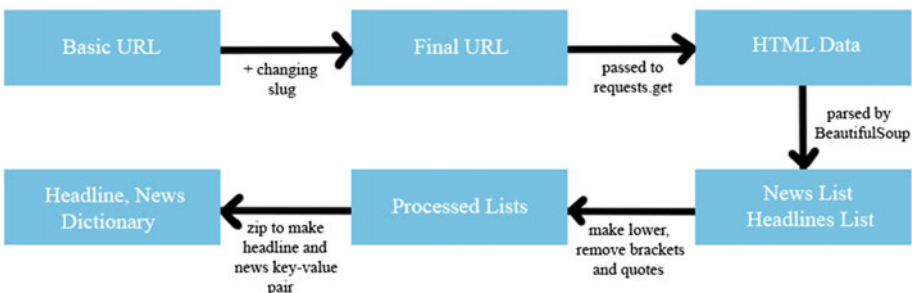 Basic URL
+ changing
slug
Final URL
passed to
requests.get
HTML Data
parsed by
BeautifulSoup
News List
Headlines List
make lower,
remove brackets
and quotes
Processed Lists
zip to make
headline and
news key-value
pair
Headline, News
Dictionary